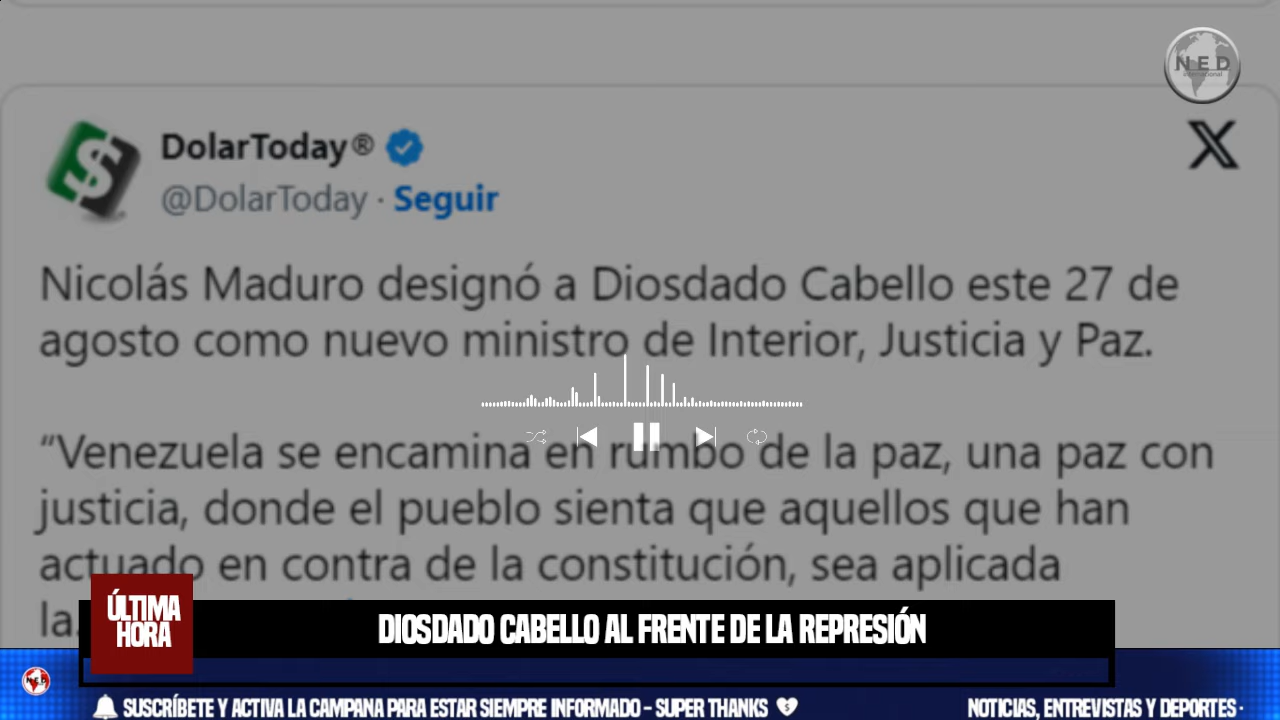 NED
international
DolarToday®
@DolarToday · Seguir
Nicolás Maduro designó a Diosdado Cabello este 27 de
agosto como nuevo ministro de Interior, Justicia y Paz.
“Venezuela se encamina en rumbo de la paz, una paz con
justicia, donde el pueblo sienta que aquellos que han
actuado en contra de la constitución, sea aplicada
la
ÚLTIMA
HORA
DIOSDADO CABELLO AL FRENTE DE LA REPRESIÓN
NED
SUSCRÍBETE Y ACTIVA LA CAMPANA PARA ESTAR SIEMPRE INFORMADO - SUPER THANKS
NOTICIAS, ENTREVISTAS Y DEPORTES ·